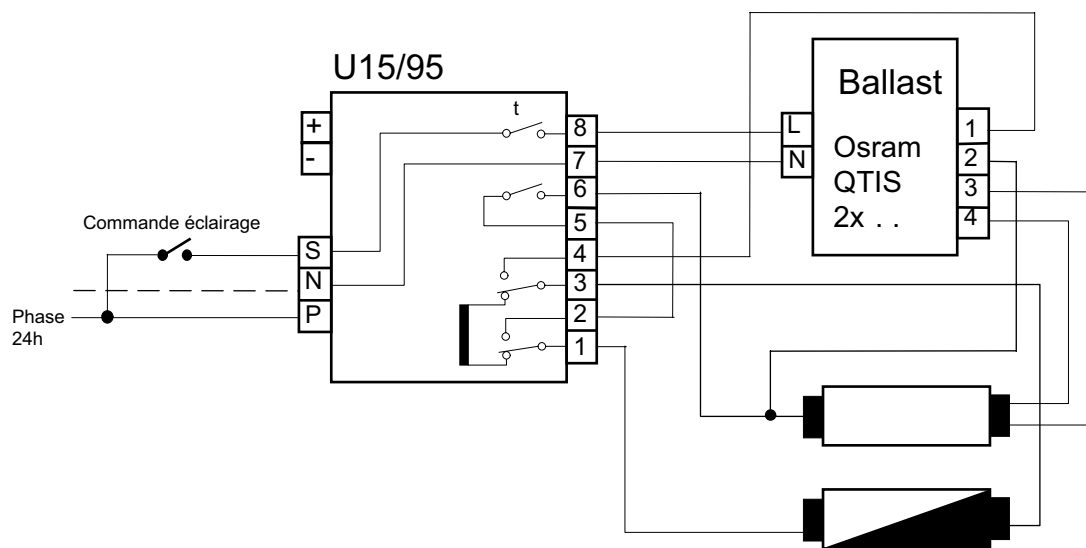 U15/95
Ballast
Osram
QTIS
2x . .
t
+
-
8
7
6
5
4
3
2
1
L
N
1
2
3
4
Commande éclairage
S
N
P
Phase
24h